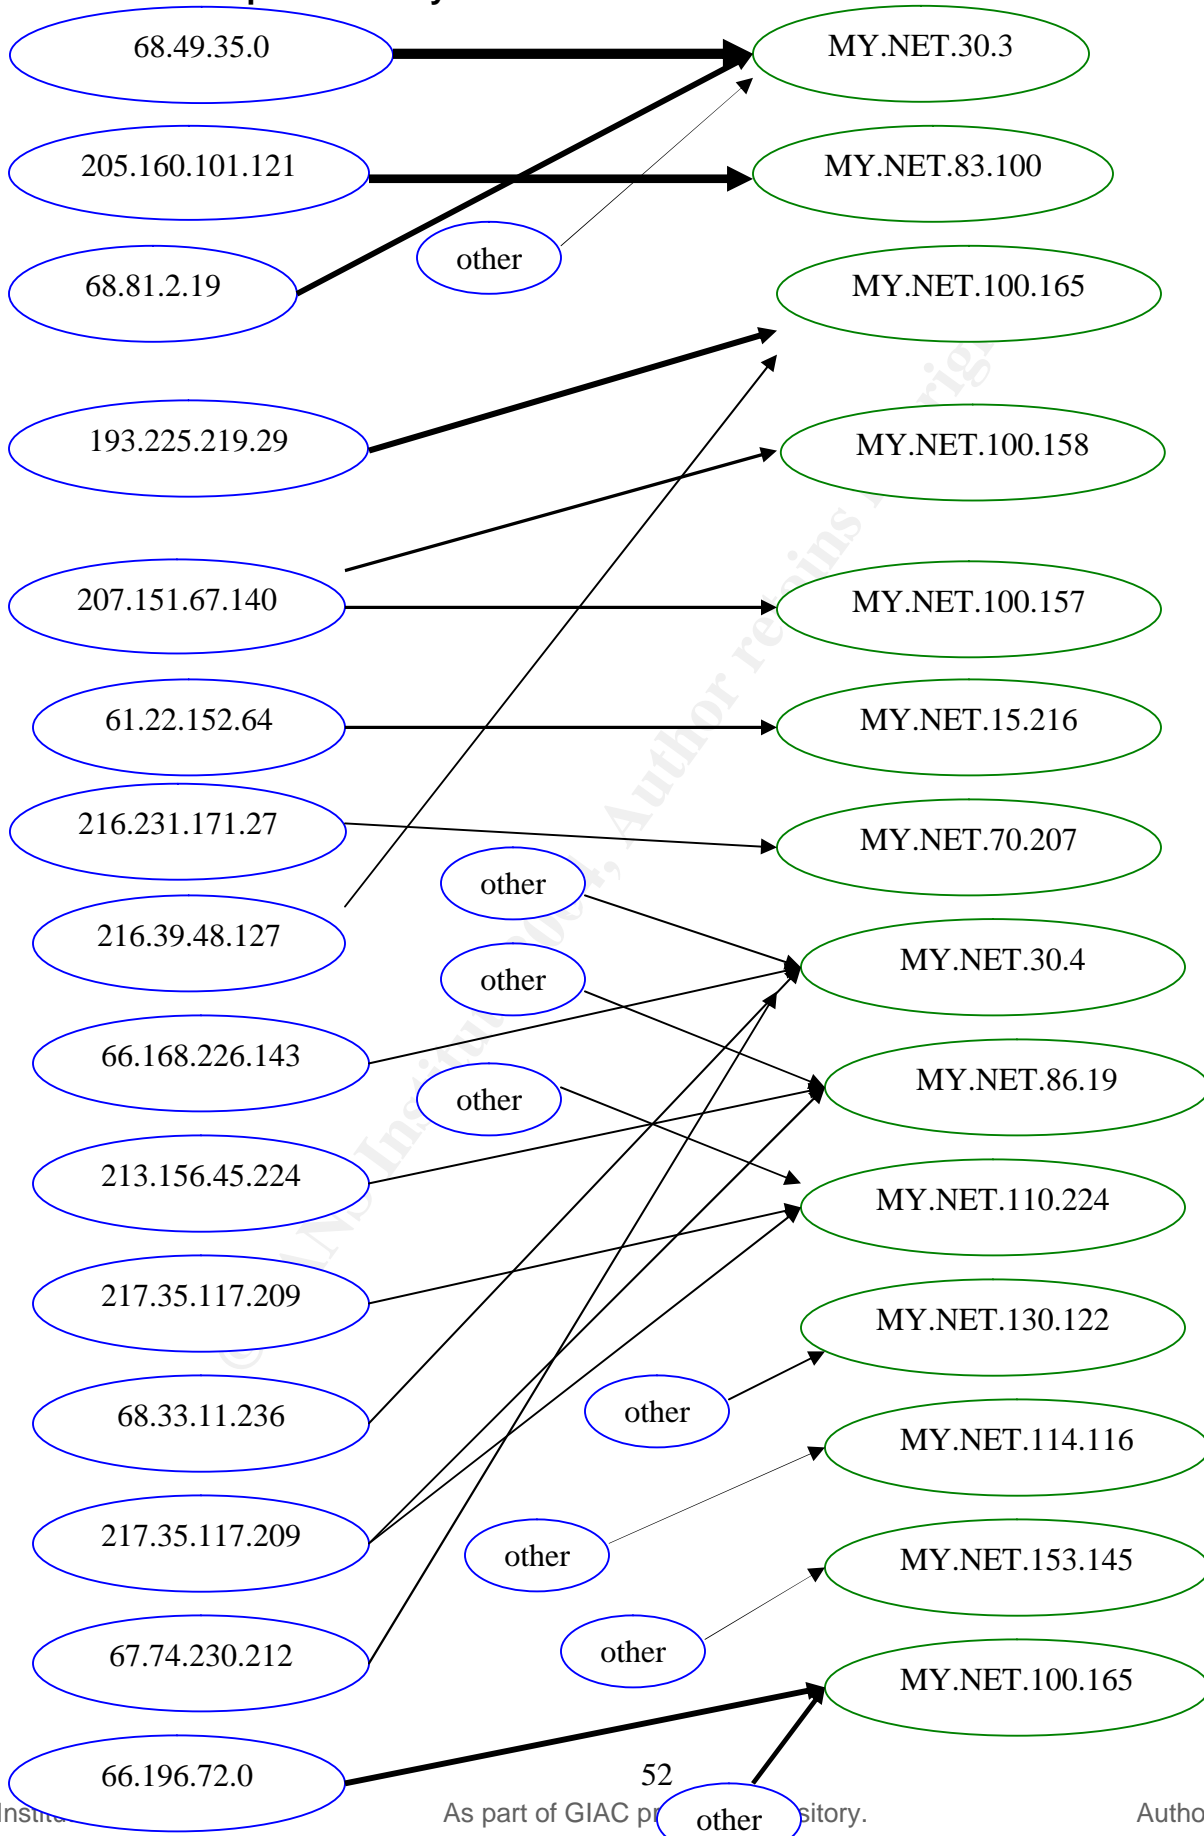 68.49.35.0 MY.NET.30.3
205.160.101.121 MY.NET.83.100
other
68.81.2.19 MY.NET.100.165
193.225.219.29 MY.NET.100.158
207.151.67.140 MY.NET.100.157
61.22.152.64 MY.NET.15.216
216.231.171.27 MY.NET.70.207
other
216.39.48.127 MY.NET.30.4
other
66.168.226.143 MY.NET.86.19
other
213.156.45.224 MY.NET.110.224
217.35.117.209 MY.NET.130.122
68.33.11.236 other MY.NET.114.116
217.35.117.209 other MY.NET.153.145
67.74.230.212 other MY.NET.100.165
66.196.72.0 52
As part of GIAC
other
Author retains